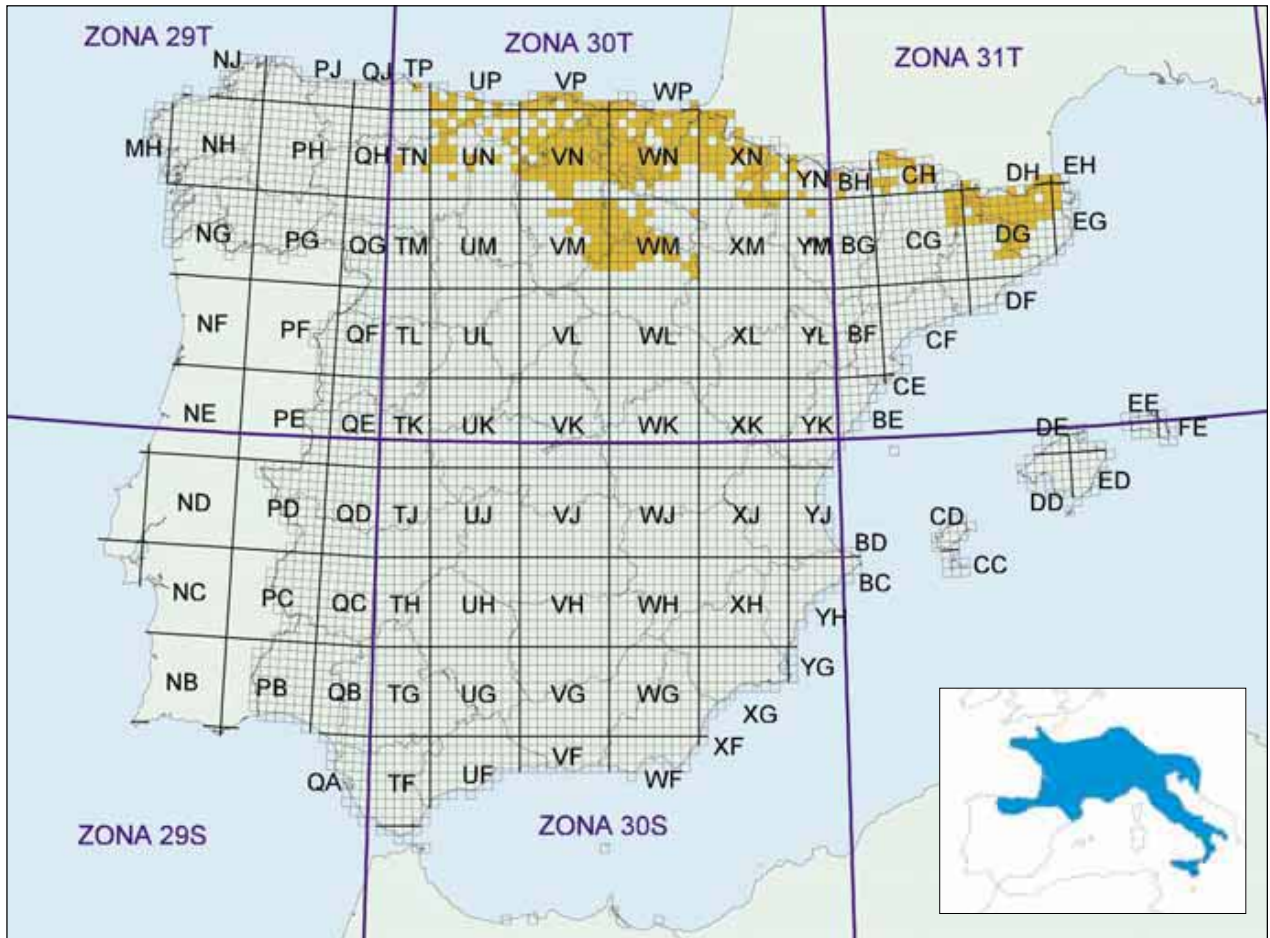 ZONA 29T
ZONA 30T
ZONA 31T
NJ
PJ
QJ
TP
UP
VP
WP
MH
NH
PH
QH
TN
UN
VN
WN
XN
YN
BH
CH
DH
EH
NG
PG
QG
TM
UM
VM
WM
XM
YM
BG
CG
DG
EG
NF
PF
QF
TL
UL
VL
WL
XL
YL
BF
CF
DF
NE
PE
QE
TK
UK
VK
WK
XK
YK
BE
CE
DE
EE
FE
ND
PD
QD
TJ
UJ
VJ
WJ
XJ
YJ
BD
CD
DD
ED
NC
PC
QC
TH
UH
VH
WH
XH
YH
BC
CC
NB
PB
QB
TG
UG
VG
WG
XG
YG
QA
TF
UF
VF
WF
XF
ZONA 29S
ZONA 30S